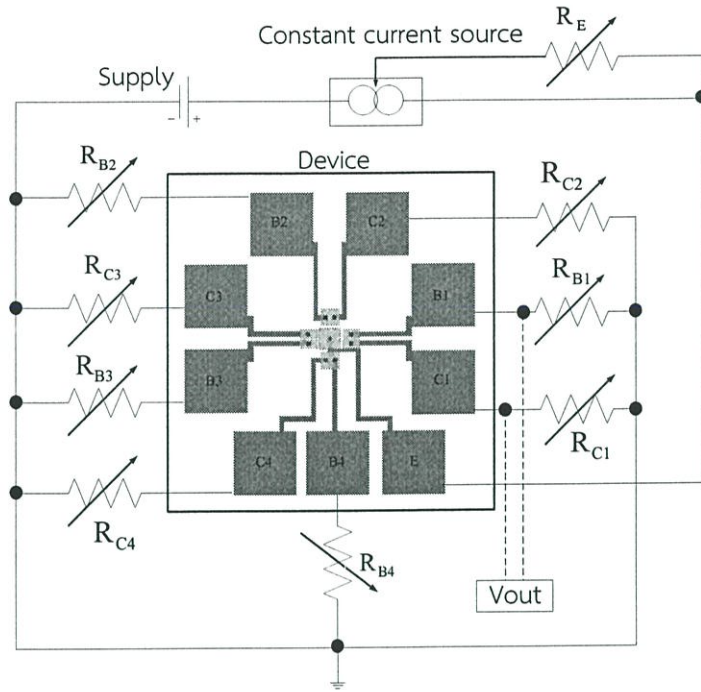 R_E
Constant current source
Supply
- +
Device
R_B2
R_C2
B2
C2
R_C3
R_B1
C3
B1
R_B3
B3
C1
R_C1
R_C4
C4
B4
E
R_B4
Vout